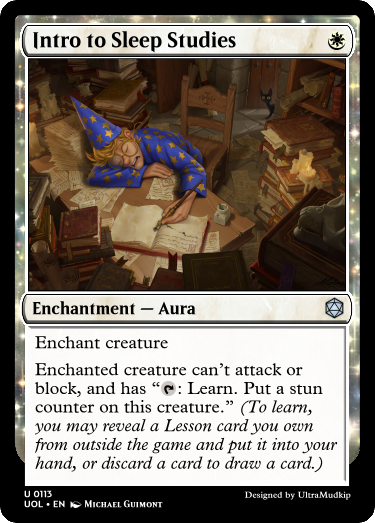 Intro to Sleep Studies
Enchantment — Aura
Enchant creature
Enchanted creature can't attack or
block, and has “: Learn. Put a stun
counter on this creature.” (To learn,
you may reveal a Lesson card you own
from outside the game and put it into your
hand, or discard a card to draw a card.)
U 0113
UOL • EN Michael Guimont
Designed by UltraMudkip